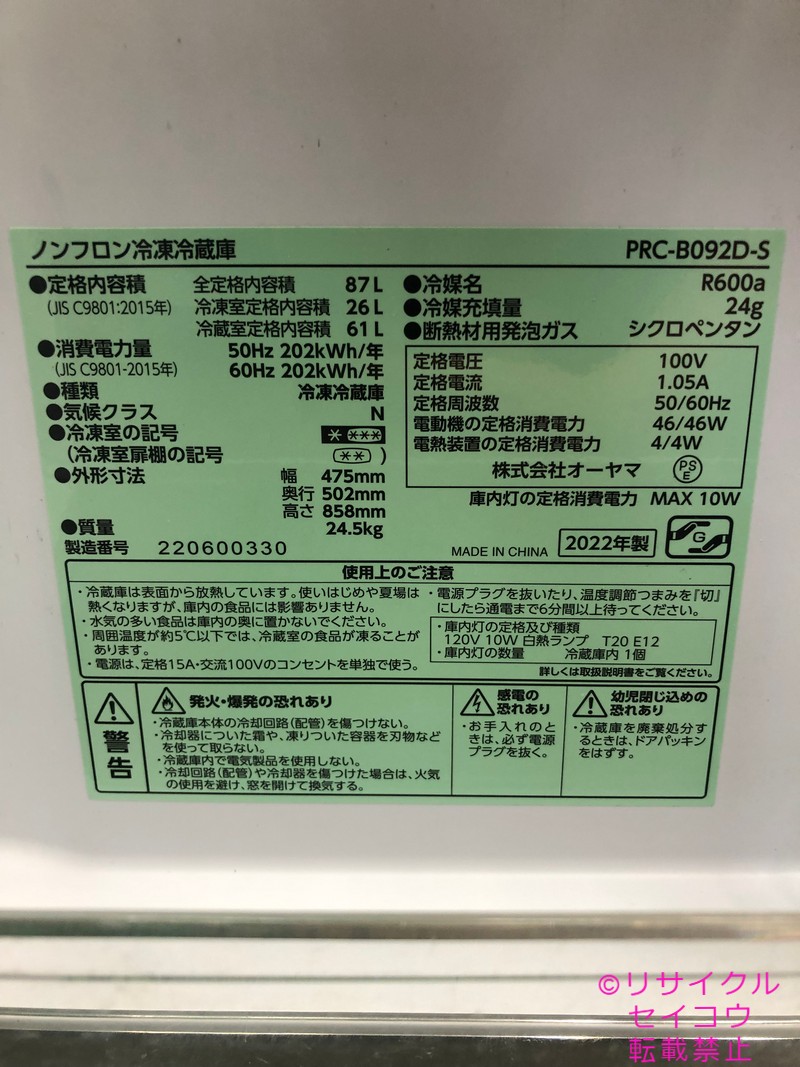 ノンフロン冷凍冷蔵庫 PRC-B092D-S
●定格内容積 全定格内容積 87L
(JIS C9801:2015年) 冷凍室定格内容積 26L
冷蔵室定格内容積 61L
●消費電力量 50Hz 202kWh/年
(JIS C9801-2015年) 60Hz 202kWh/年
●種類 冷凍冷蔵庫
●気候クラス N
●冷凍室の記号 * ***
(冷凍室扉棚の記号 ** )
●外形寸法 幅 475mm
奥行 502mm
高さ 858mm
●質量 24.5kg
製造番号 220600330
●冷媒名 R600a
●冷媒充填量 24g
●断熱材用発泡ガス シクロペンタン
定格電圧 100V
定格電流 1.05A
定格周波数 50/60Hz
電動機の定格消費電力 46/46W
電熱装置の定格消費電力 4/4W
株式会社オーヤマ PSE
庫内灯の定格消費電力 MAX 10W
MADE IN CHINA 2022年製 G
使用上のご注意
・冷蔵庫は表面から放熱しています。使いはじめや夏場は
熱くなりますが、庫内の食品には影響ありません。
・水気の多い食品は庫内の奥に置かないでください。
・周囲温度が約5℃以下では、冷蔵室の食品が凍ることが
あります。
・電源は、定格15A・交流100Vのコンセントを単独で使う。
・電源プラグを抜いたり、温度調節つまみを『切』
にしたら通電まで6分間以上待ってください。
・庫内灯の定格及び種類
120V 10W 白熱ランプ T20 E12
・庫内灯の数量 冷蔵庫内 1個
詳しくは取扱説明書をご覧ください。
警告
発火・爆発の恐れあり
・冷蔵庫本体の冷却回路(配管)を傷つけない。
・冷却器についた霜や、凍りついた容器を刃物など
を使って取らない。
・冷蔵庫内で電気製品を使用しない。
・冷却回路(配管)や冷却器を傷つけた場合は、火気
の使用を避け、窓を開けて換気する。
感電の
恐れあり
・お手入れのと
きは、必ず電源
プラグを抜く。
幼児閉じ込めの
恐れあり
・冷蔵庫を廃棄処分す
るときは、ドアパッキン
をはずす。
©リサイクル
セイコウ
転載禁止